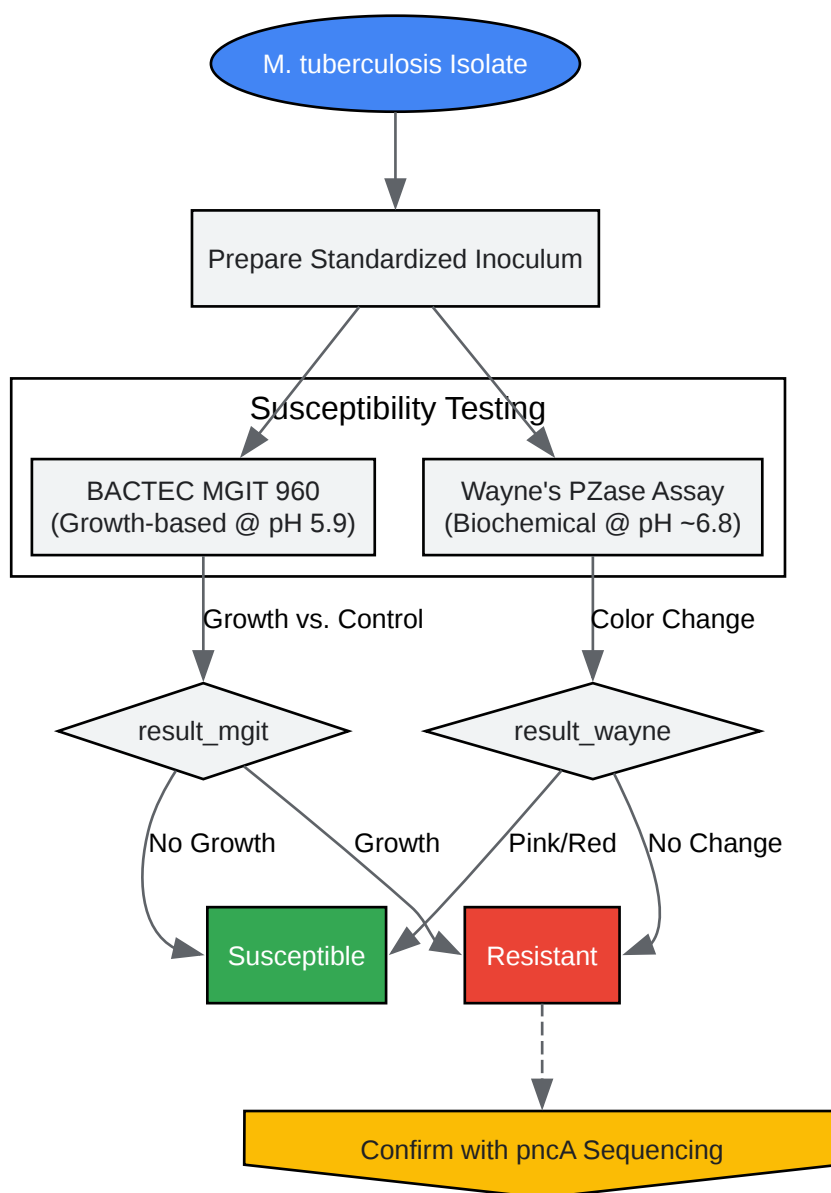 M. tuberculosis Isolate
Prepare Standardized Inoculum
Susceptibility Testing
BACTEC MGIT 960
(Growth-based @ pH 5.9)
Wayne's PZase Assay
(Biochemical @ pH ~6.8)
Growth vs. Control
Color Change
result_mgit
result_wayne
No Growth
Growth
Pink/Red
No Change
Susceptible
Resistant
Confirm with pncA Sequencing